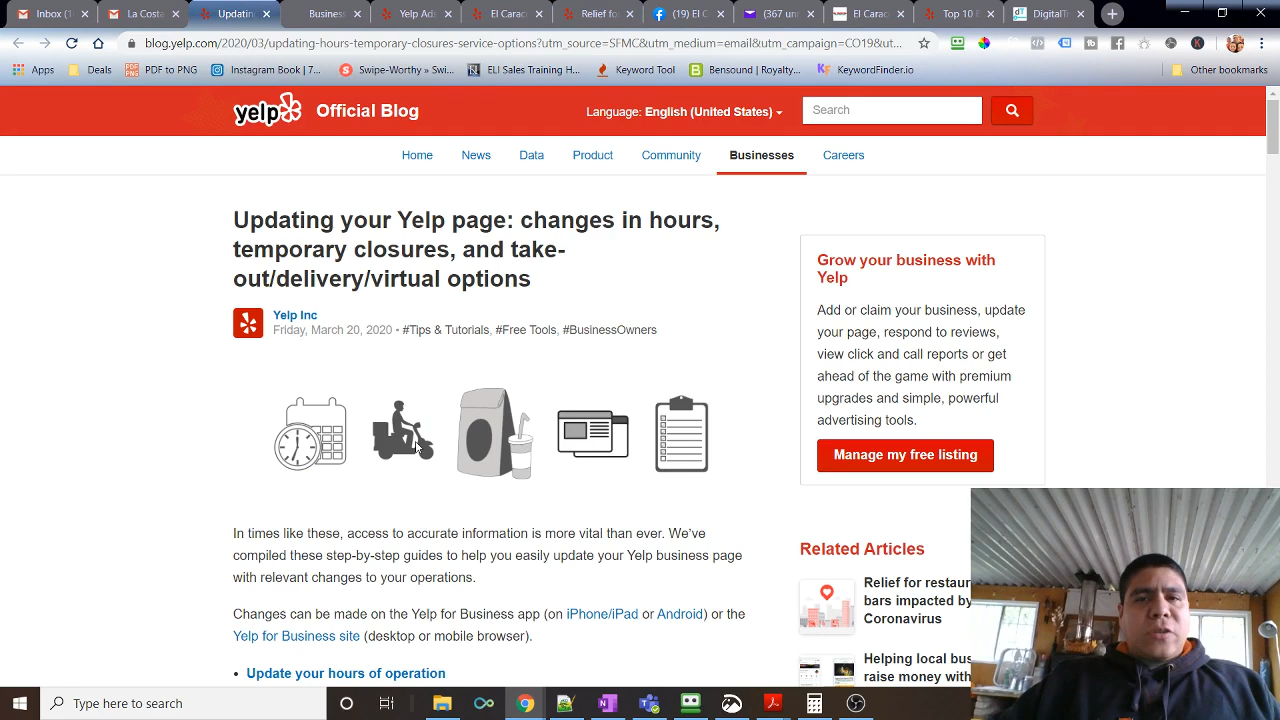 Inbox (1
La Costa
Updatin
Business
Yelp Ads
El Carac
Relief fo
(19) El C
(367 un
El Carac
Top 10 B
DigitalTr
blog.yelp.com/2020/03/updating-hours-temporary-closures-service-options?utm_source=SFMC&utm_medium=email&utm_campaign=CO19&ut...
Apps
Deals
PDF to PNG
Instagram Book | 7...
Swipe-Worthy » Swi...
ELI Sales Training H...
Keyword Tool
Bensound | Royalty...
KeywordFinder.io
Other bookmarks
yelp
Official Blog
Language: English (United States)
Search
Home
News
Data
Product
Community
Businesses
Careers
Updating your Yelp page: changes in hours,
temporary closures, and take-
out/delivery/virtual options
Yelp Inc
Friday, March 20, 2020 • #Tips & Tutorials, #Free Tools, #BusinessOwners
In times like these, access to accurate information is more vital than ever. We’ve
compiled these step-by-step guides to help you easily update your Yelp business page
with relevant changes to your operations.
Changes can be made on the Yelp for Business app (on iPhone/iPad or Android) or the
Yelp for Business site (desktop or mobile browser).
• Update your hours of operation
Grow your business with
Yelp
Add or claim your business, update
your page, respond to reviews,
view click and call reports or get
ahead of the game with premium
upgrades and simple, powerful
advertising tools.
Manage my free listing
Related Articles
Relief for restaur
bars impacted by
Coronavirus
Helping local bus
raise money with
Type here to search